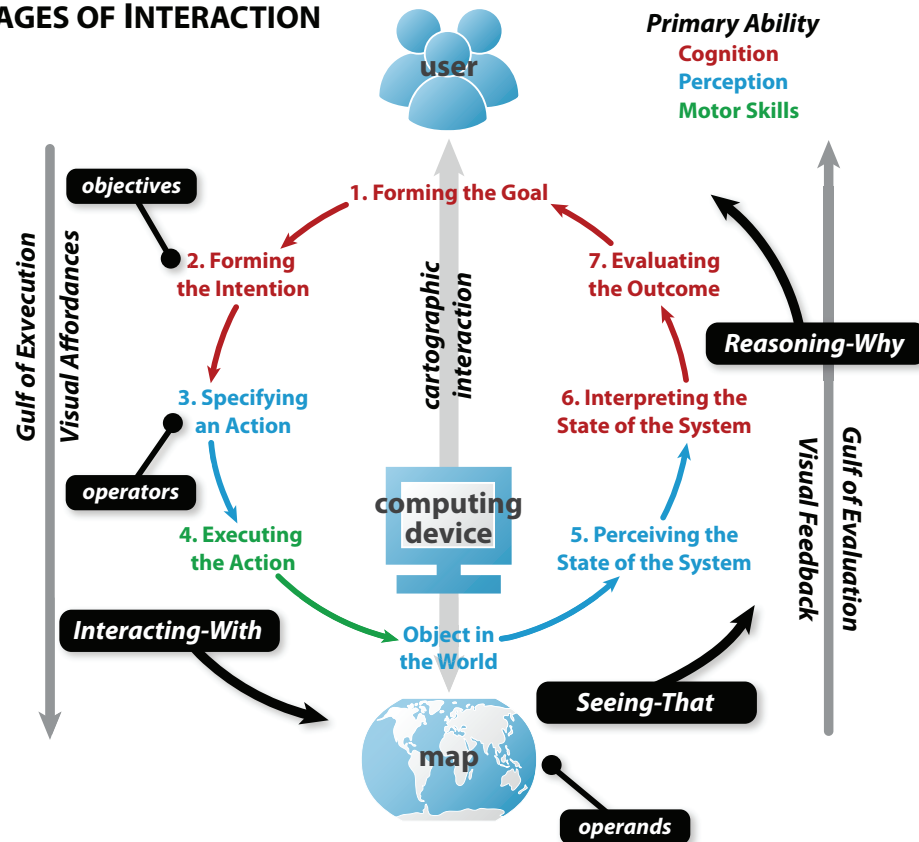 AGES OF INTERACTION
user
Primary Ability
Cognition
Perception
Motor Skills
objectives
1. Forming the Goal
2. Forming
the Intention
7. Evaluating
the Outcome
Gulf of Exvecution
Visual Affordances
cartographic
interaction
Reasoning-Why
3. Specifying
an Action
6. Interpreting the
State of the System
operators
computing
device
Visual Feedback
Gulf of Evaluation
4. Executing
the Action
5. Perceiving the
State of the System
Interacting-With
Object in
the World
Seeing-That
map
operands